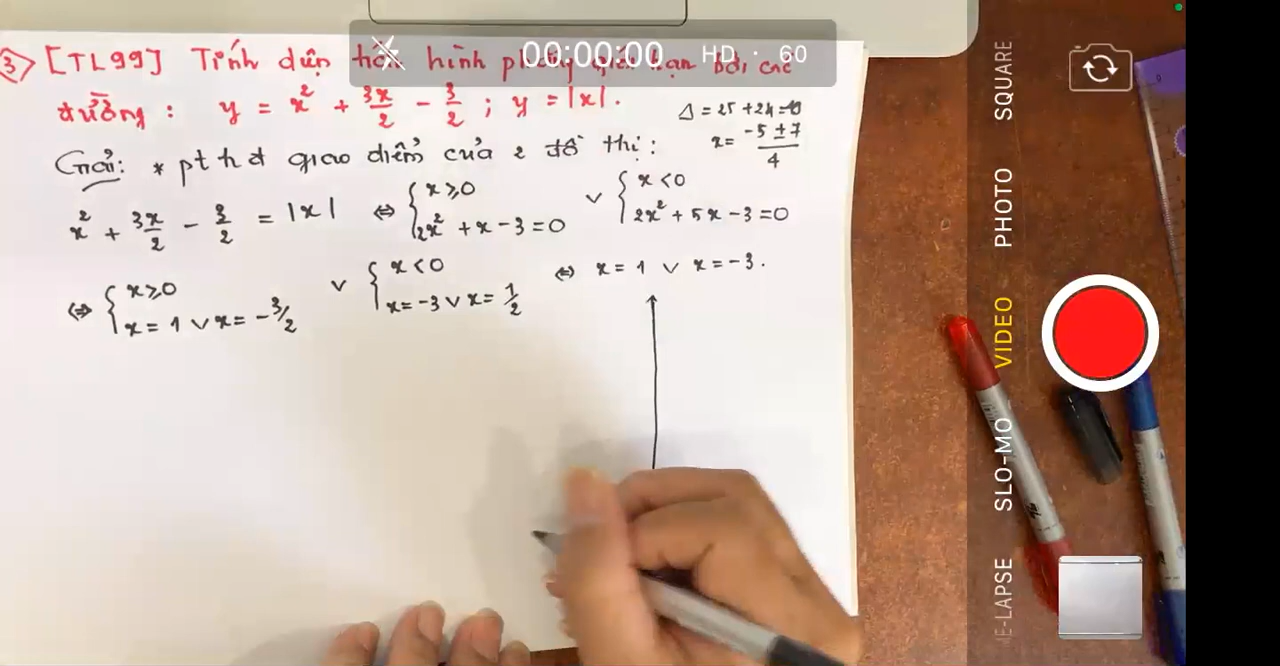 00:00:00 HD · 60
3> [TL99] Tính diện hình phẳng giới hạn bởi các
đường: y = x² + 3x/2 - 3/2 ; y = |x|.
Δ = 25 + 24 = 49
x = (-5 ± 7)/4
Giải: * pt hđ giao điểm của 2 đồ thị:
x² + 3x/2 - 3/2 = |x| ⇔ { x ≥ 0 ; 2x² + x - 3 = 0 ∨ { x < 0 ; 2x² + 5x - 3 = 0
⇔ { x ≥ 0 ; x = 1 ∨ x = -3/2 ∨ { x < 0 ; x = -3 ∨ x = 1/2 ⇔ x = 1 ∨ x = -3.
SQUARE
PHOTO
VIDEO
SLO-MO
E-LAPSE